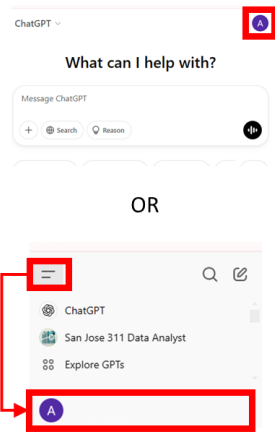 ChatGPT
A
What can I help with?
Message ChatGPT
+ Search Reason
OR
ChatGPT
San Jose 311 Data Analyst
Explore GPTs
A